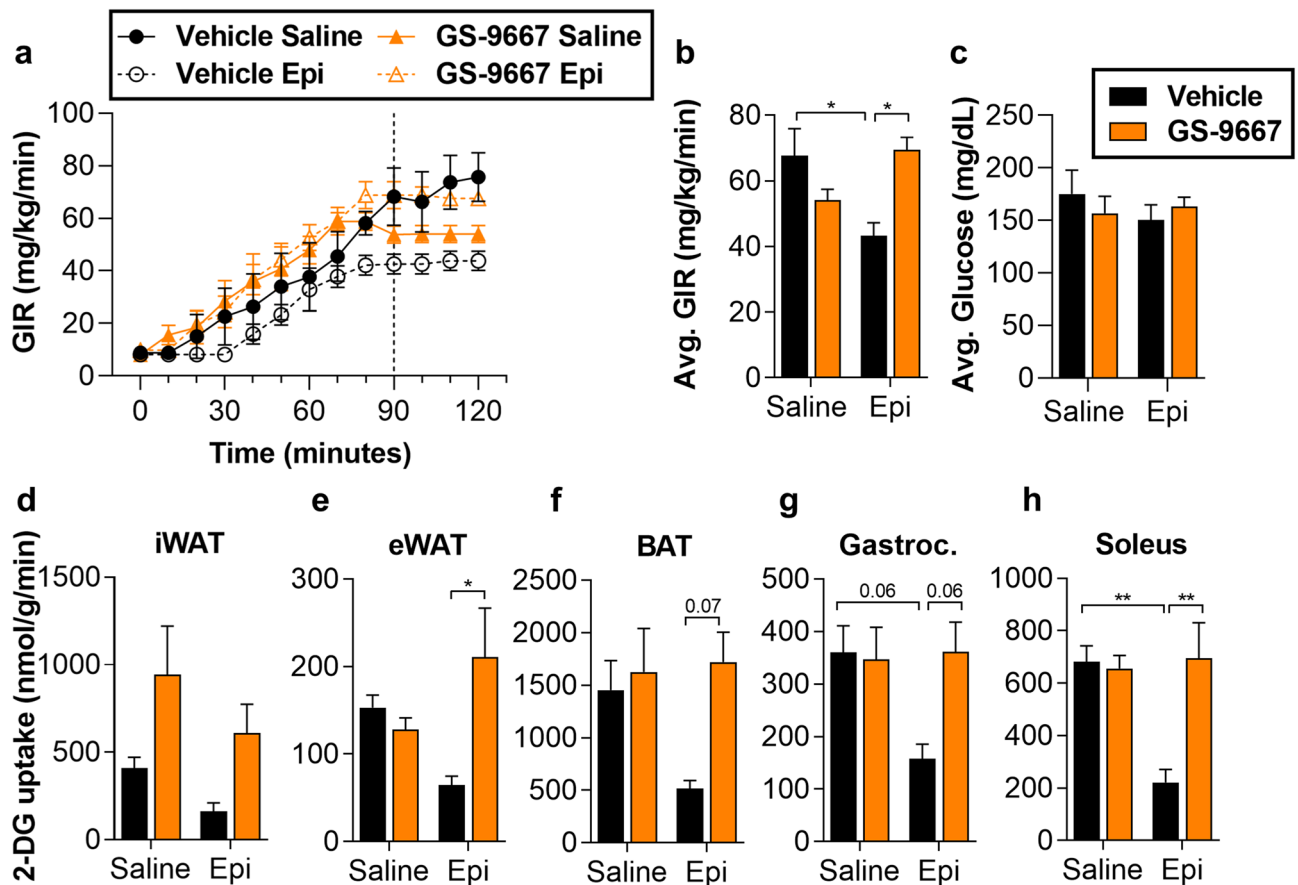 a
Vehicle Saline
GS-9667 Saline
Vehicle Epi
GS-9667 Epi
GIR (mg/kg/min)
100
80
60
40
20
0
0 30 60 90 120
Time (minutes)
b
Avg. GIR (mg/kg/min)
80
60
40
20
0
* *
Saline Epi
c
Vehicle
GS-9667
Avg. Glucose (mg/dL)
250
200
150
100
50
0
Saline Epi
2-DG uptake (nmol/g/min)
d
iWAT
1500
1000
500
0
Saline Epi
e
eWAT
300
200
100
0
*
Saline Epi
f
BAT
2500
2000
1500
1000
500
0
0.07
Saline Epi
g
Gastroc.
500
400
300
200
100
0
0.06 0.06
Saline Epi
h
Soleus
1000
800
600
400
200
0
** **
Saline Epi